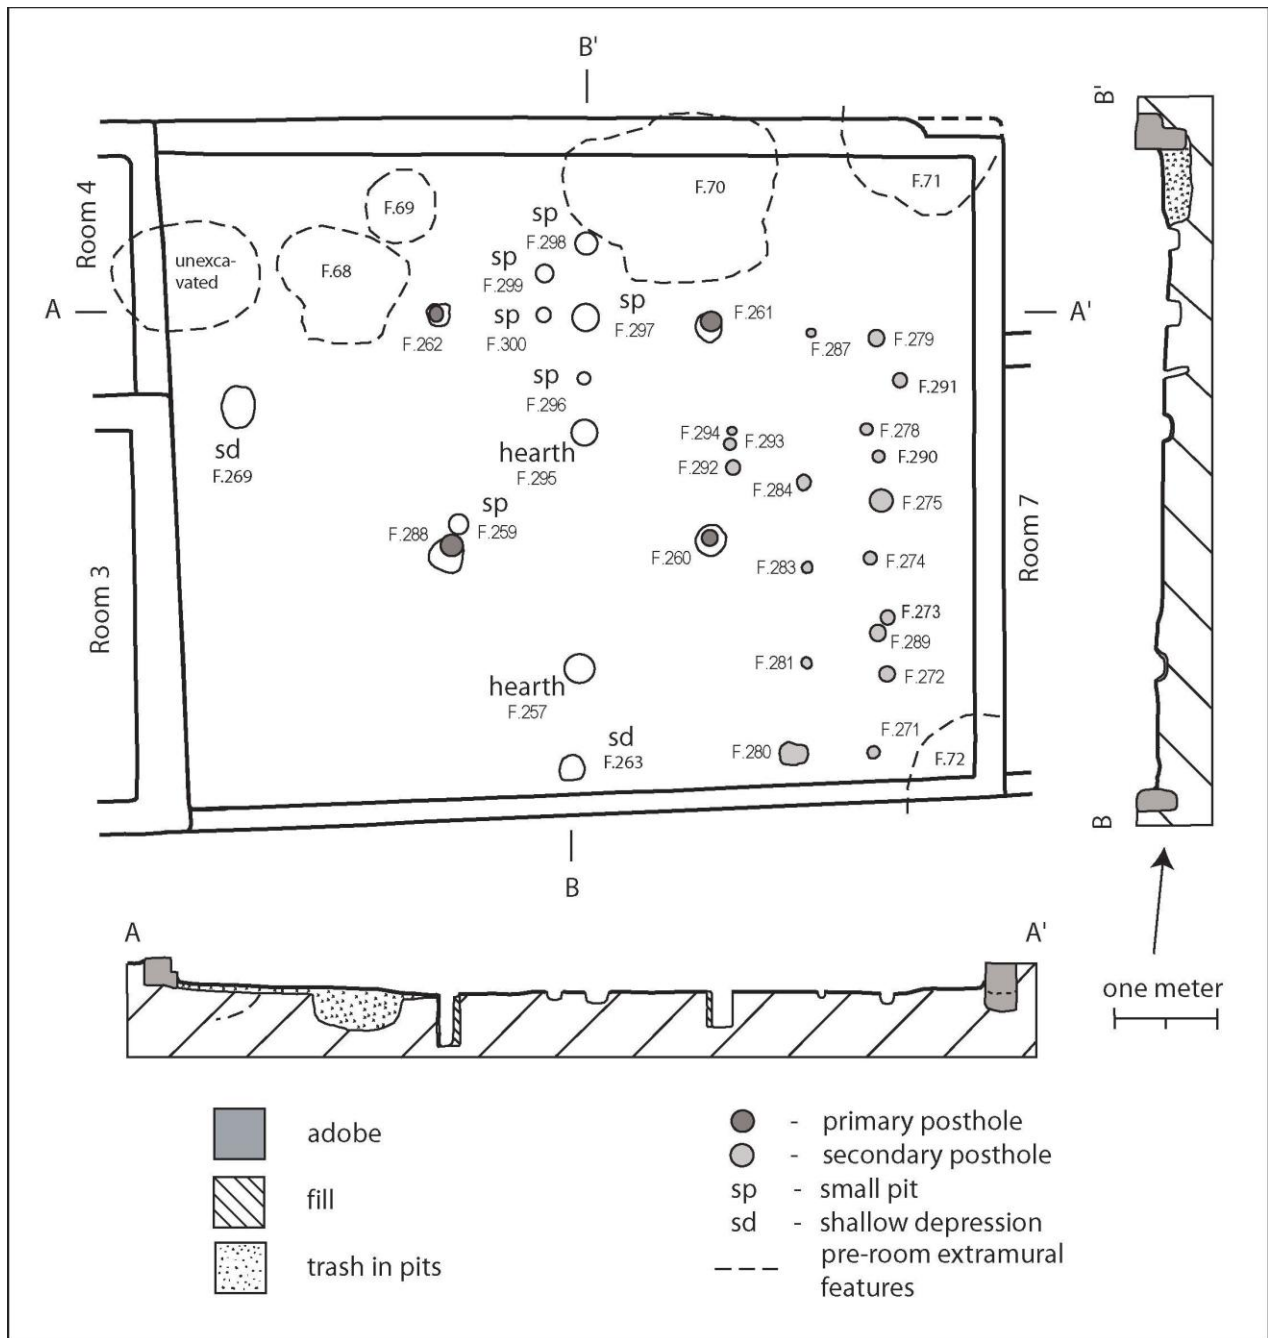 B'
B'
Room 4
F.70
F.71
F.69
sp
F.298
unexca-
vated
F.68
sp
F.299
A
sp
F.300
sp
F.297
F.261
A'
F.262
F.287
F.279
sp
F.296
F.291
sd
F.269
hearth
F.295
F.294
F.293
F.292
F.278
F.290
F.284
F.275
sp
F.259
F.288
F.260
F.283
F.274
Room 3
Room 7
F.273
F.289
F.281
F.272
hearth
F.257
sd
F.263
F.280
F.271
F.72
B
B
A
A'
one meter
adobe
fill
trash in pits
- primary posthole
- secondary posthole
sp - small pit
sd - shallow depression
pre-room extramural
features